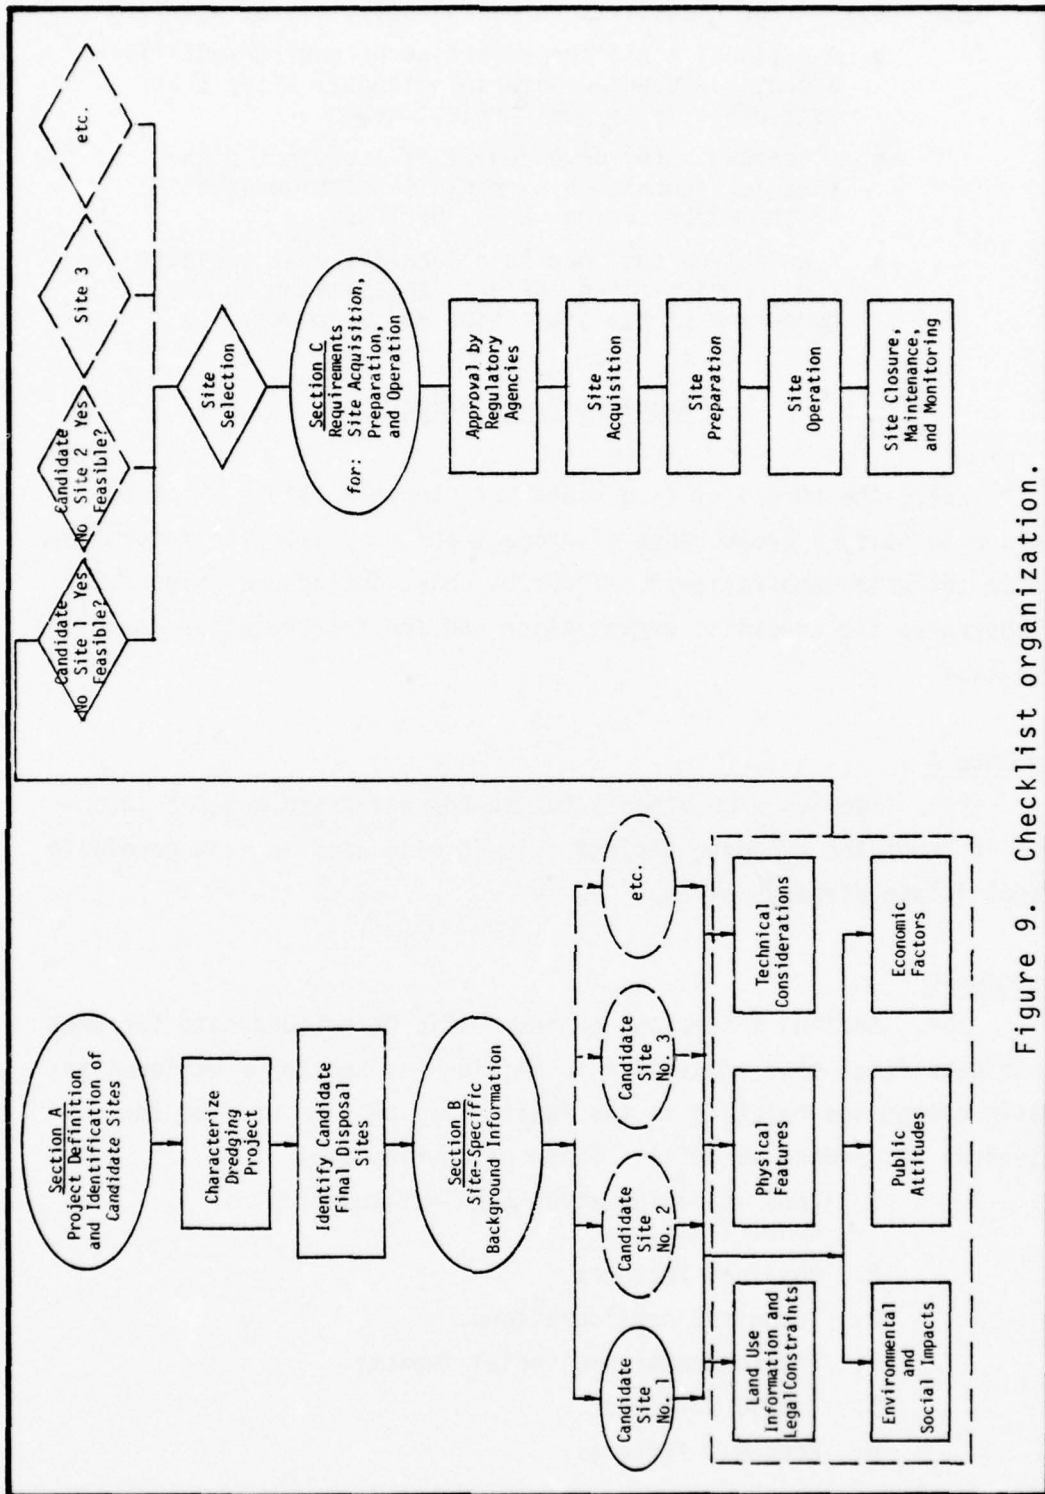 Section A
Project Definition
and Identification of
Candidate Sites
Characterize
Dredging
Project
Identify Candidate
Final Disposal
Sites
Section B
Site-Specific
Background Information
Candidate
Site
No. 1
Candidate
Site
No. 2
Candidate
Site
No. 3
etc.
Land Use
Information and
Legal Constraints
Physical
Features
Technical
Considerations
Environmental
and
Social Impacts
Public
Attitudes
Economic
Factors
Candidate
No Site 1 Yes
Feasible?
Candidate
No Site 2 Yes
Feasible?
Site 3
etc.
Site
Selection
Section C
Requirements
for: Site Acquisition,
Preparation,
and Operation
Approval by
Regulatory
Agencies
Site
Acquisition
Site
Preparation
Site
Operation
Site Closure,
Maintenance,
and Monitoring
Figure 9. Checklist organization.